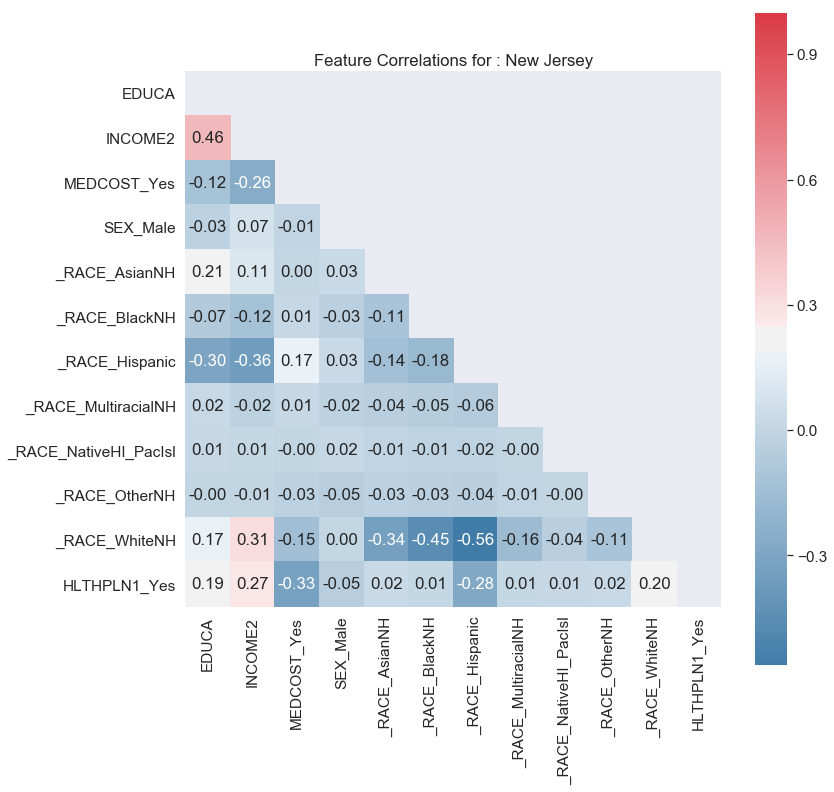 Feature Correlations for : New Jersey
EDUCA
INCOME2 0.46
MEDCOST_Yes -0.12 -0.26
SEX_Male -0.03 0.07 -0.01
_RACE_AsianNH 0.21 0.11 0.00 0.03
_RACE_BlackNH -0.07 -0.12 0.01 -0.03 -0.11
_RACE_Hispanic -0.30 -0.36 0.17 0.03 -0.14 -0.18
_RACE_MultiracialNH 0.02 -0.02 0.01 -0.02 -0.04 -0.05 -0.06
_RACE_NativeHI_PacIsl 0.01 0.01 -0.00 0.02 -0.01 -0.01 -0.02 -0.00
_RACE_OtherNH -0.00 -0.01 -0.03 -0.05 -0.03 -0.03 -0.04 -0.01 -0.00
_RACE_WhiteNH 0.17 0.31 -0.15 0.00 -0.34 -0.45 -0.56 -0.16 -0.04 -0.11
HLTHPLN1_Yes 0.19 0.27 -0.33 -0.05 0.02 0.01 -0.28 0.01 0.01 0.02 0.20
EDUCA
INCOME2
MEDCOST_Yes
SEX_Male
_RACE_AsianNH
_RACE_BlackNH
_RACE_Hispanic
_RACE_MultiracialNH
_RACE_NativeHI_PacIsl
_RACE_OtherNH
_RACE_WhiteNH
HLTHPLN1_Yes
0.9
0.6
0.3
0.0
−0.3